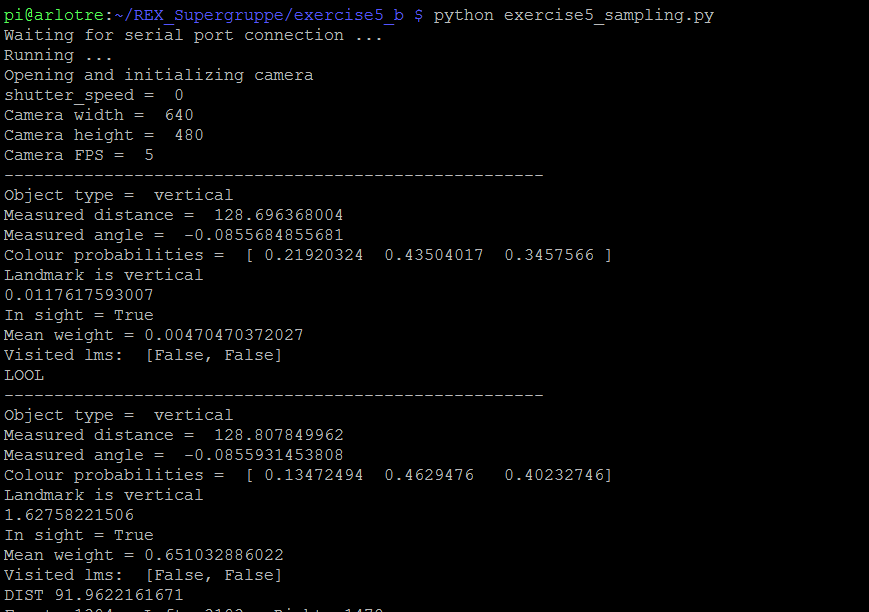 pi@arlotre:~/REX_Supergruppe/exercise5_b $ python exercise5_sampling.py
Waiting for serial port connection ...
Running ...
Opening and initializing camera
shutter_speed =  0
Camera width =  640
Camera height =  480
Camera FPS =  5
------------------------------------------------------
Object type =  vertical
Measured distance =  128.696368004
Measured angle =  -0.0855684855681
Colour probabilities =  [ 0.21920324  0.43504017  0.3457566 ]
Landmark is vertical
0.0117617593007
In sight = True
Mean weight = 0.00470470372027
Visited lms:  [False, False]
LOOL
------------------------------------------------------
Object type =  vertical
Measured distance =  128.807849962
Measured angle =  -0.0855931453808
Colour probabilities =  [ 0.13472494  0.4629476   0.40232746]
Landmark is vertical
1.62758221506
In sight = True
Mean weight = 0.651032886022
Visited lms:  [False, False]
DIST 91.9622161671